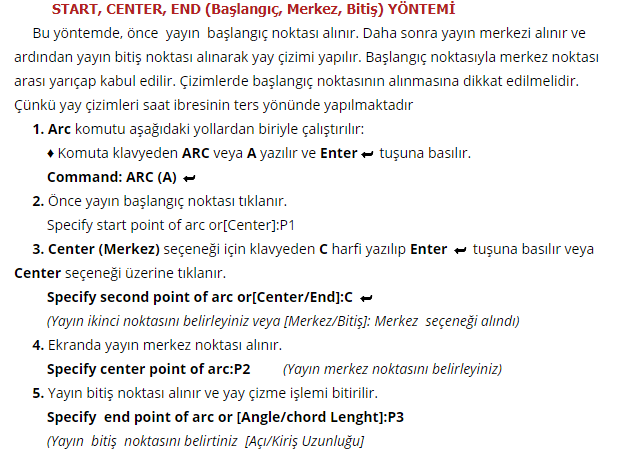 START, CENTER, END (Başlangıç, Merkez, Bitiş) YÖNTEMİ
Bu yöntemde, önce yayın başlangıç noktası alınır. Daha sonra yayın merkezi alınır ve
ardından yayın bitiş noktası alınarak yay çizimi yapılır. Başlangıç noktasıyla merkez noktası
arası yarıçap kabul edilir. Çizimlerde başlangıç noktasının alınmasına dikkat edilmelidir.
Çünkü yay çizimleri saat ibresinin ters yönünde yapılmaktadır
1. Arc komutu aşağıdaki yollardan biriyle çalıştırılır:
♦ Komuta klavyeden ARC veya A yazılır ve Enter ↩ tuşuna basılır.
Command: ARC (A) ↩
2. Önce yayın başlangıç noktası tıklanır.
Specify start point of arc or[Center]:P1
3. Center (Merkez) seçeneği için klavyeden C harfi yazılıp Enter ↩ tuşuna basılır veya
Center seçeneği üzerine tıklanır.
Specify second point of arc or[Center/End]:C ↩
(Yayın ikinci noktasını belirleyiniz veya [Merkez/Bitiş]: Merkez seçeneği alındı)
4. Ekranda yayın merkez noktası alınır.
Specify center point of arc:P2 (Yayın merkez noktasını belirleyiniz)
5. Yayın bitiş noktası alınır ve yay çizme işlemi bitirilir.
Specify end point of arc or [Angle/chord Lenght]:P3
(Yayın bitiş noktasını belirtiniz [Açı/Kiriş Uzunluğu]